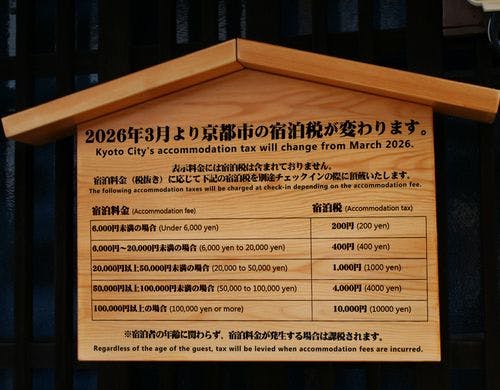 2026年3月より京都市の宿泊税が変わります。
Kyoto City's accommodation tax will change from March 2026.
表示料金には宿泊税は含まれておりません。
宿泊料金(税抜き)に応じて下記の宿泊税を別途チェックインの際に頂戴いたします。
The following accommodation taxes will be charged at check-in depending on the accommodation fee.
宿泊料金 (Accommodation fee) 宿泊税 (Accommodation tax)
6,000円未満の場合 (Under 6,000 yen) 200円 (200 yen)
6,000円~20,000円未満の場合 (6,000 yen to 20,000 yen) 400円 (400 yen)
20,000円以上50,000円未満の場合 (20,000 to 50,000 yen) 1,000円 (1000 yen)
50,000円以上100,000円未満の場合 (50,000 to 100,000 yen) 4,000円 (4000 yen)
100,000円以上の場合 (100,000 yen or more) 10,000円 (10000 yen)
※宿泊者の年齢に関わらず、宿泊料金が発生する場合は課税されます。
Regardless of the age of the guest, tax will be levied when accommodation fees are incurred.